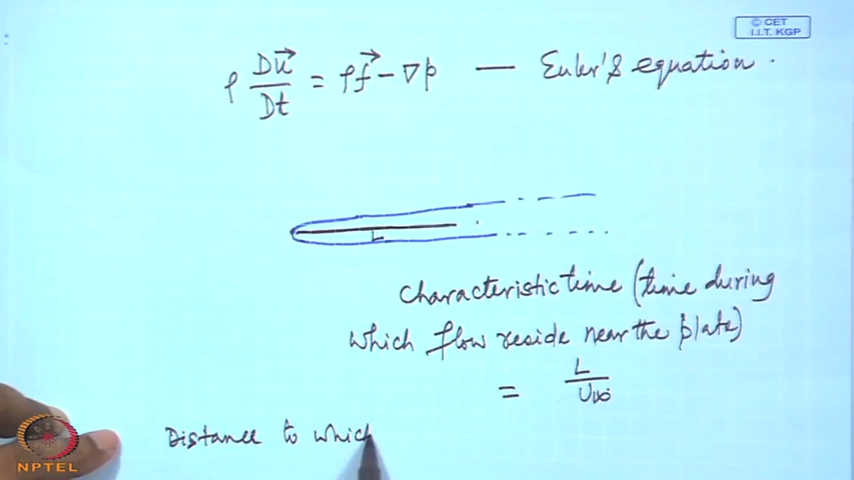 © CET
I.I.T. KGP
ρ Du⃗/Dt = ρf⃗ - ∇p — Euler's equation.
L
Characteristic time (time during
which flow reside near the plate)
= L/U∞
Distance to which
NPTEL